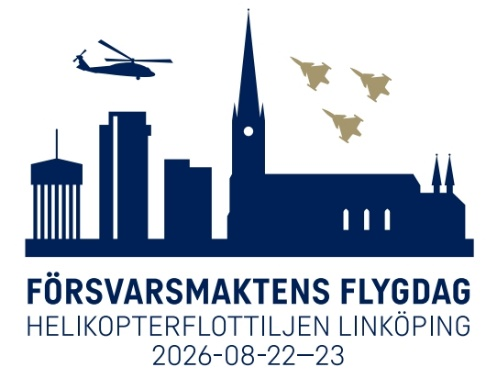 FÖRSVARSMAKTENS FLYGDAG
HELIKOPTERFLOTTILJEN LINKÖPING
2026-08-22—23